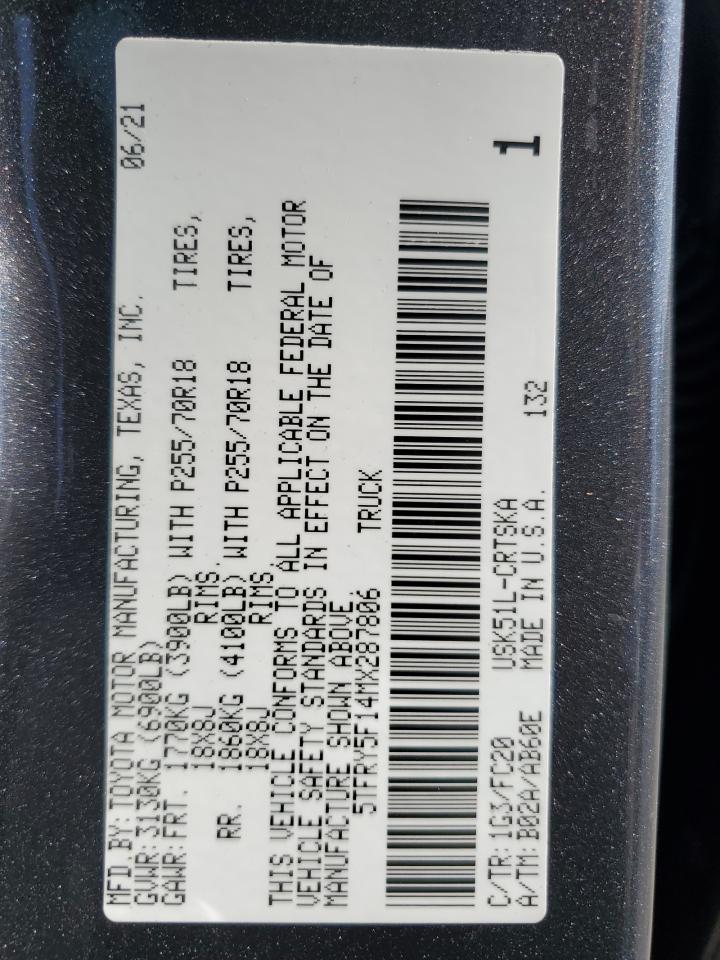 MFD.BY:TOYOTA MOTOR MANUFACTURING, TEXAS, INC. 06/21
GVWR:3130KG (6900LB)
GAWR:FRT. 1770KG (3900LB) WITH P255/70R18 TIRES,
18X8J RIMS.
RR. 1860KG (4100LB) WITH P255/70R18 TIRES,
18X8J RIMS
THIS VEHICLE CONFORMS TO ALL APPLICABLE FEDERAL MOTOR
VEHICLE SAFETY STANDARDS IN EFFECT ON THE DATE OF
MANUFACTURE SHOWN ABOVE.
5TFRY5F14MX287806 TRUCK
C/TR: 1G3/FC20 USK51L-CRTSKA 132 1
A/TM: B02A/AB60E MADE IN U.S.A.